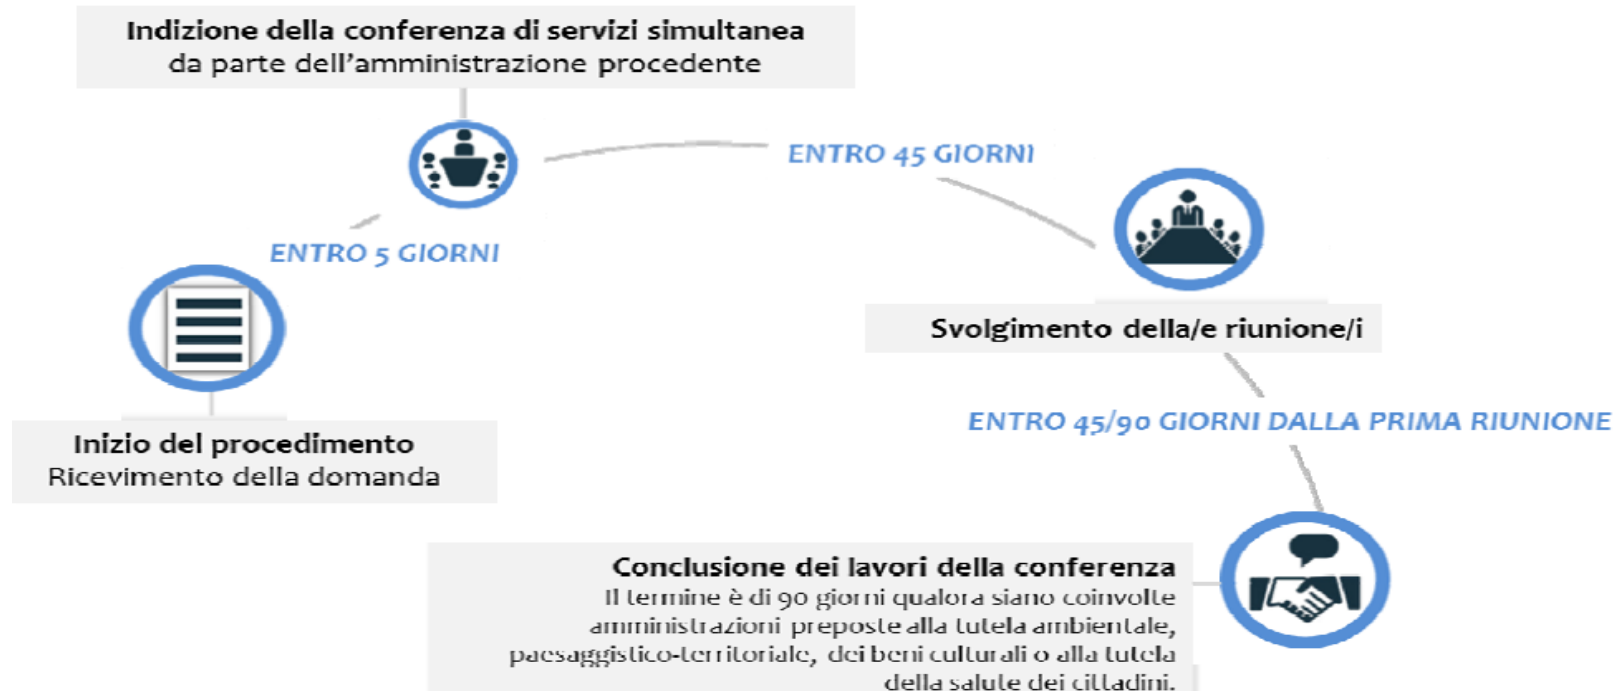 Indizione della conferenza di servizi simultanea
da parte dell'amministrazione procedente
ENTRO 45 GIORNI
ENTRO 5 GIORNI
Svolgimento della/e riunione/i
ENTRO 45/90 GIORNI DALLA PRIMA RIUNIONE
Inizio del procedimento
Ricevimento della domanda
Conclusione dei lavori della conferenza
Il termine è di 90 giorni qualora siano coinvolte
amministrazioni preposte alla tutela ambientale,
paesaggistico-territoriale, dei beni culturali o alla tutela
della salute dei cittadini.